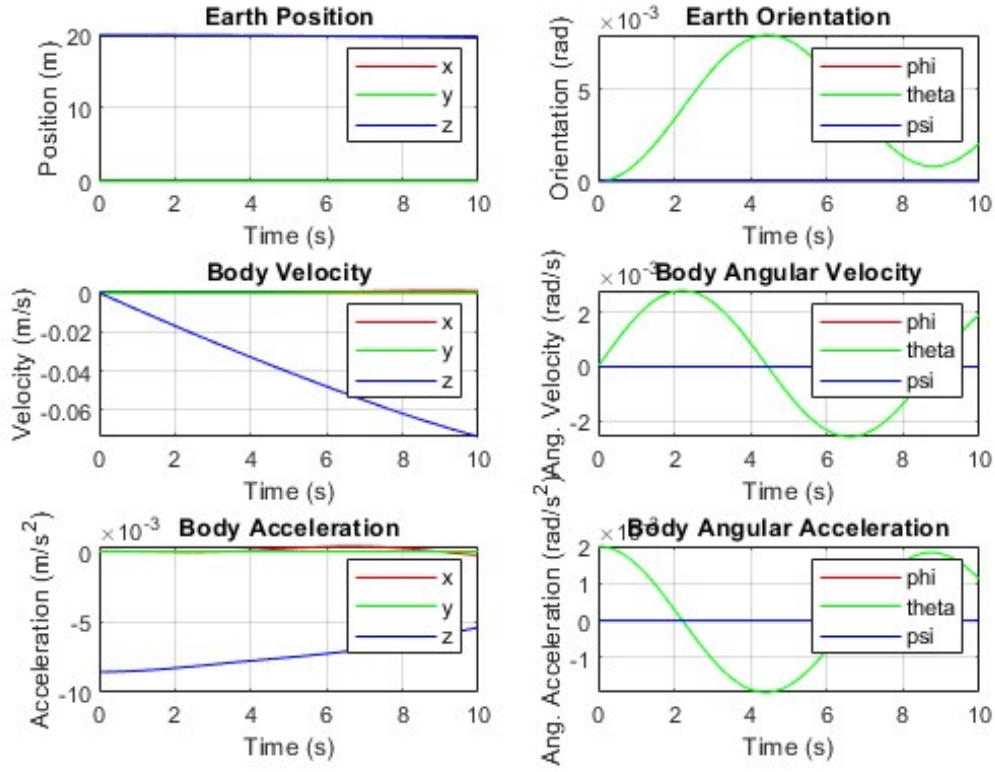 Earth Position
Position (m)
20
10
0
0 2 4 6 8 10
Time (s)
x
y
z
Earth Orientation
×10⁻³
Orientation (rad)
5
0
0 2 4 6 8 10
Time (s)
phi
theta
psi
Body Velocity
Velocity (m/s)
0
-0.02
-0.04
-0.06
0 2 4 6 8 10
Time (s)
x
y
z
Body Angular Velocity
×10⁻³
Ang. Velocity (rad/s)
2
0
-2
0 2 4 6 8 10
Time (s)
phi
theta
psi
Body Acceleration
×10⁻³
Acceleration (m/s²)
0
-5
-10
0 2 4 6 8 10
Time (s)
x
y
z
Body Angular Acceleration
×10⁻³
Ang. Acceleration (rad/s²)
2
1
0
-1
0 2 4 6 8 10
Time (s)
phi
theta
psi